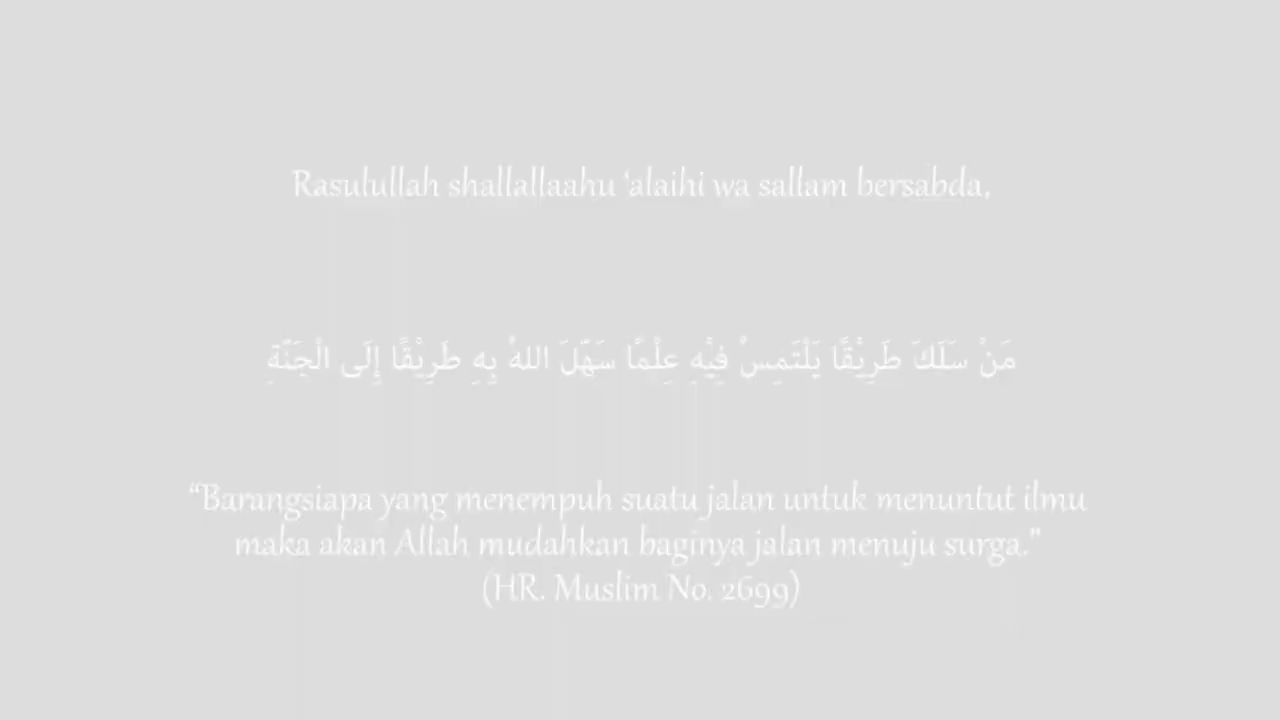 Rasulullah shallallaahu ‘alaihi wa sallam bersabda,
مَنْ سَلَكَ طَرِيْقًا يَلْتَمِسُ فِيْهِ عِلْمًا سَهَّلَ اللهُ بِهِ طَرِيْقًا إِلَى الْجَنَّةِ
“Barangsiapa yang menempuh suatu jalan untuk menuntut ilmu
maka akan Allah mudahkan baginya jalan menuju surga.”
(HR. Muslim No. 2699)